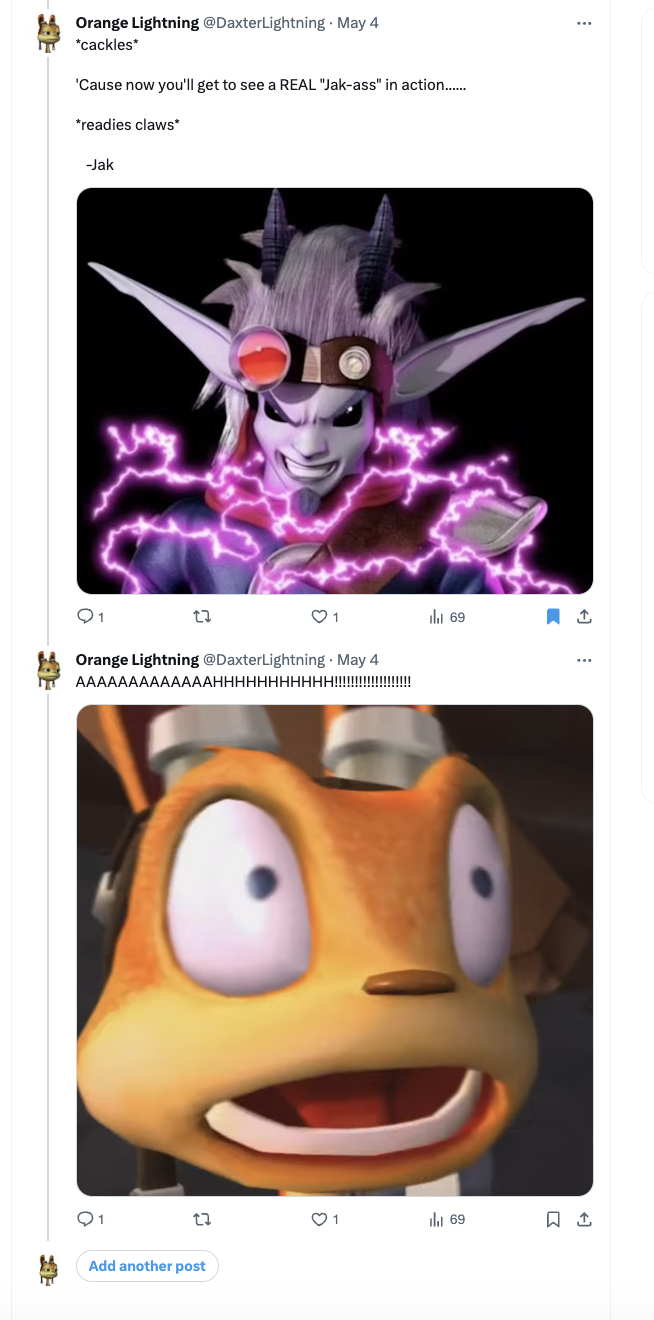 Orange Lightning @DaxterLightning · May 4
*cackles*
'Cause now you'll get to see a REAL "Jak-ass" in action......
*readies claws*
-Jak
1 1 69
Orange Lightning @DaxterLightning · May 4
AAAAAAAAAAAAAHHHHHHHHHHH!!!!!!!!!!!!!!!!!!!
1 1 69
Add another post